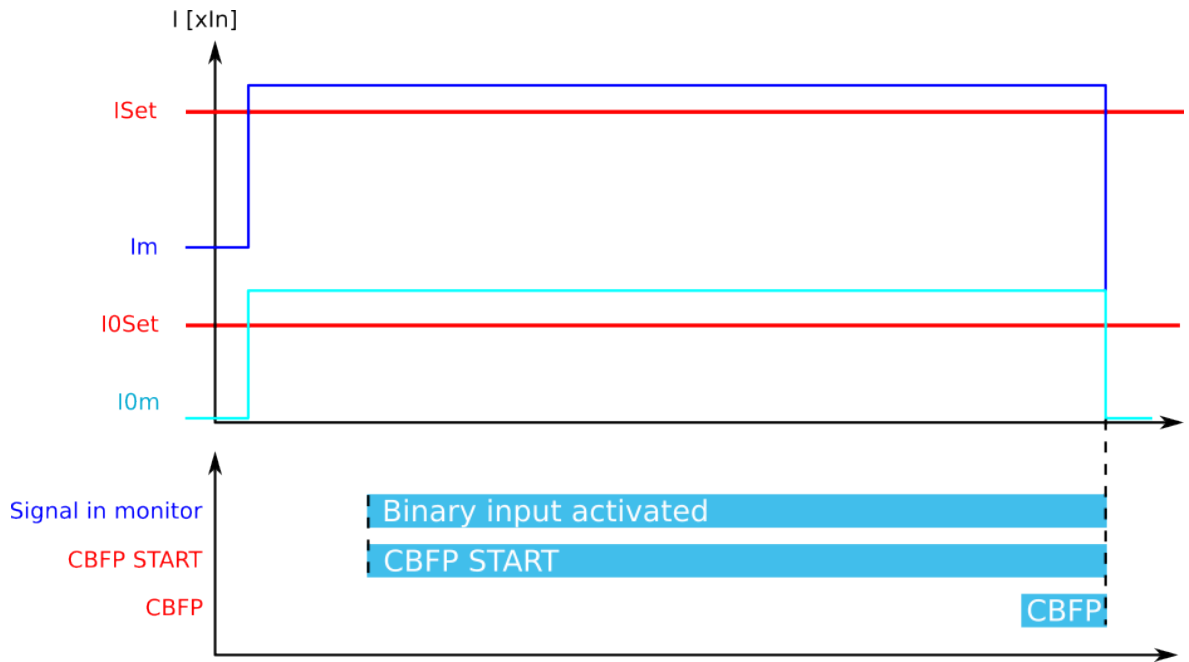 I [xIn]
ISet
Im
I0Set
I0m
Signal in monitor
Binary input activated
CBFP START
CBFP START
CBFP
CBFP